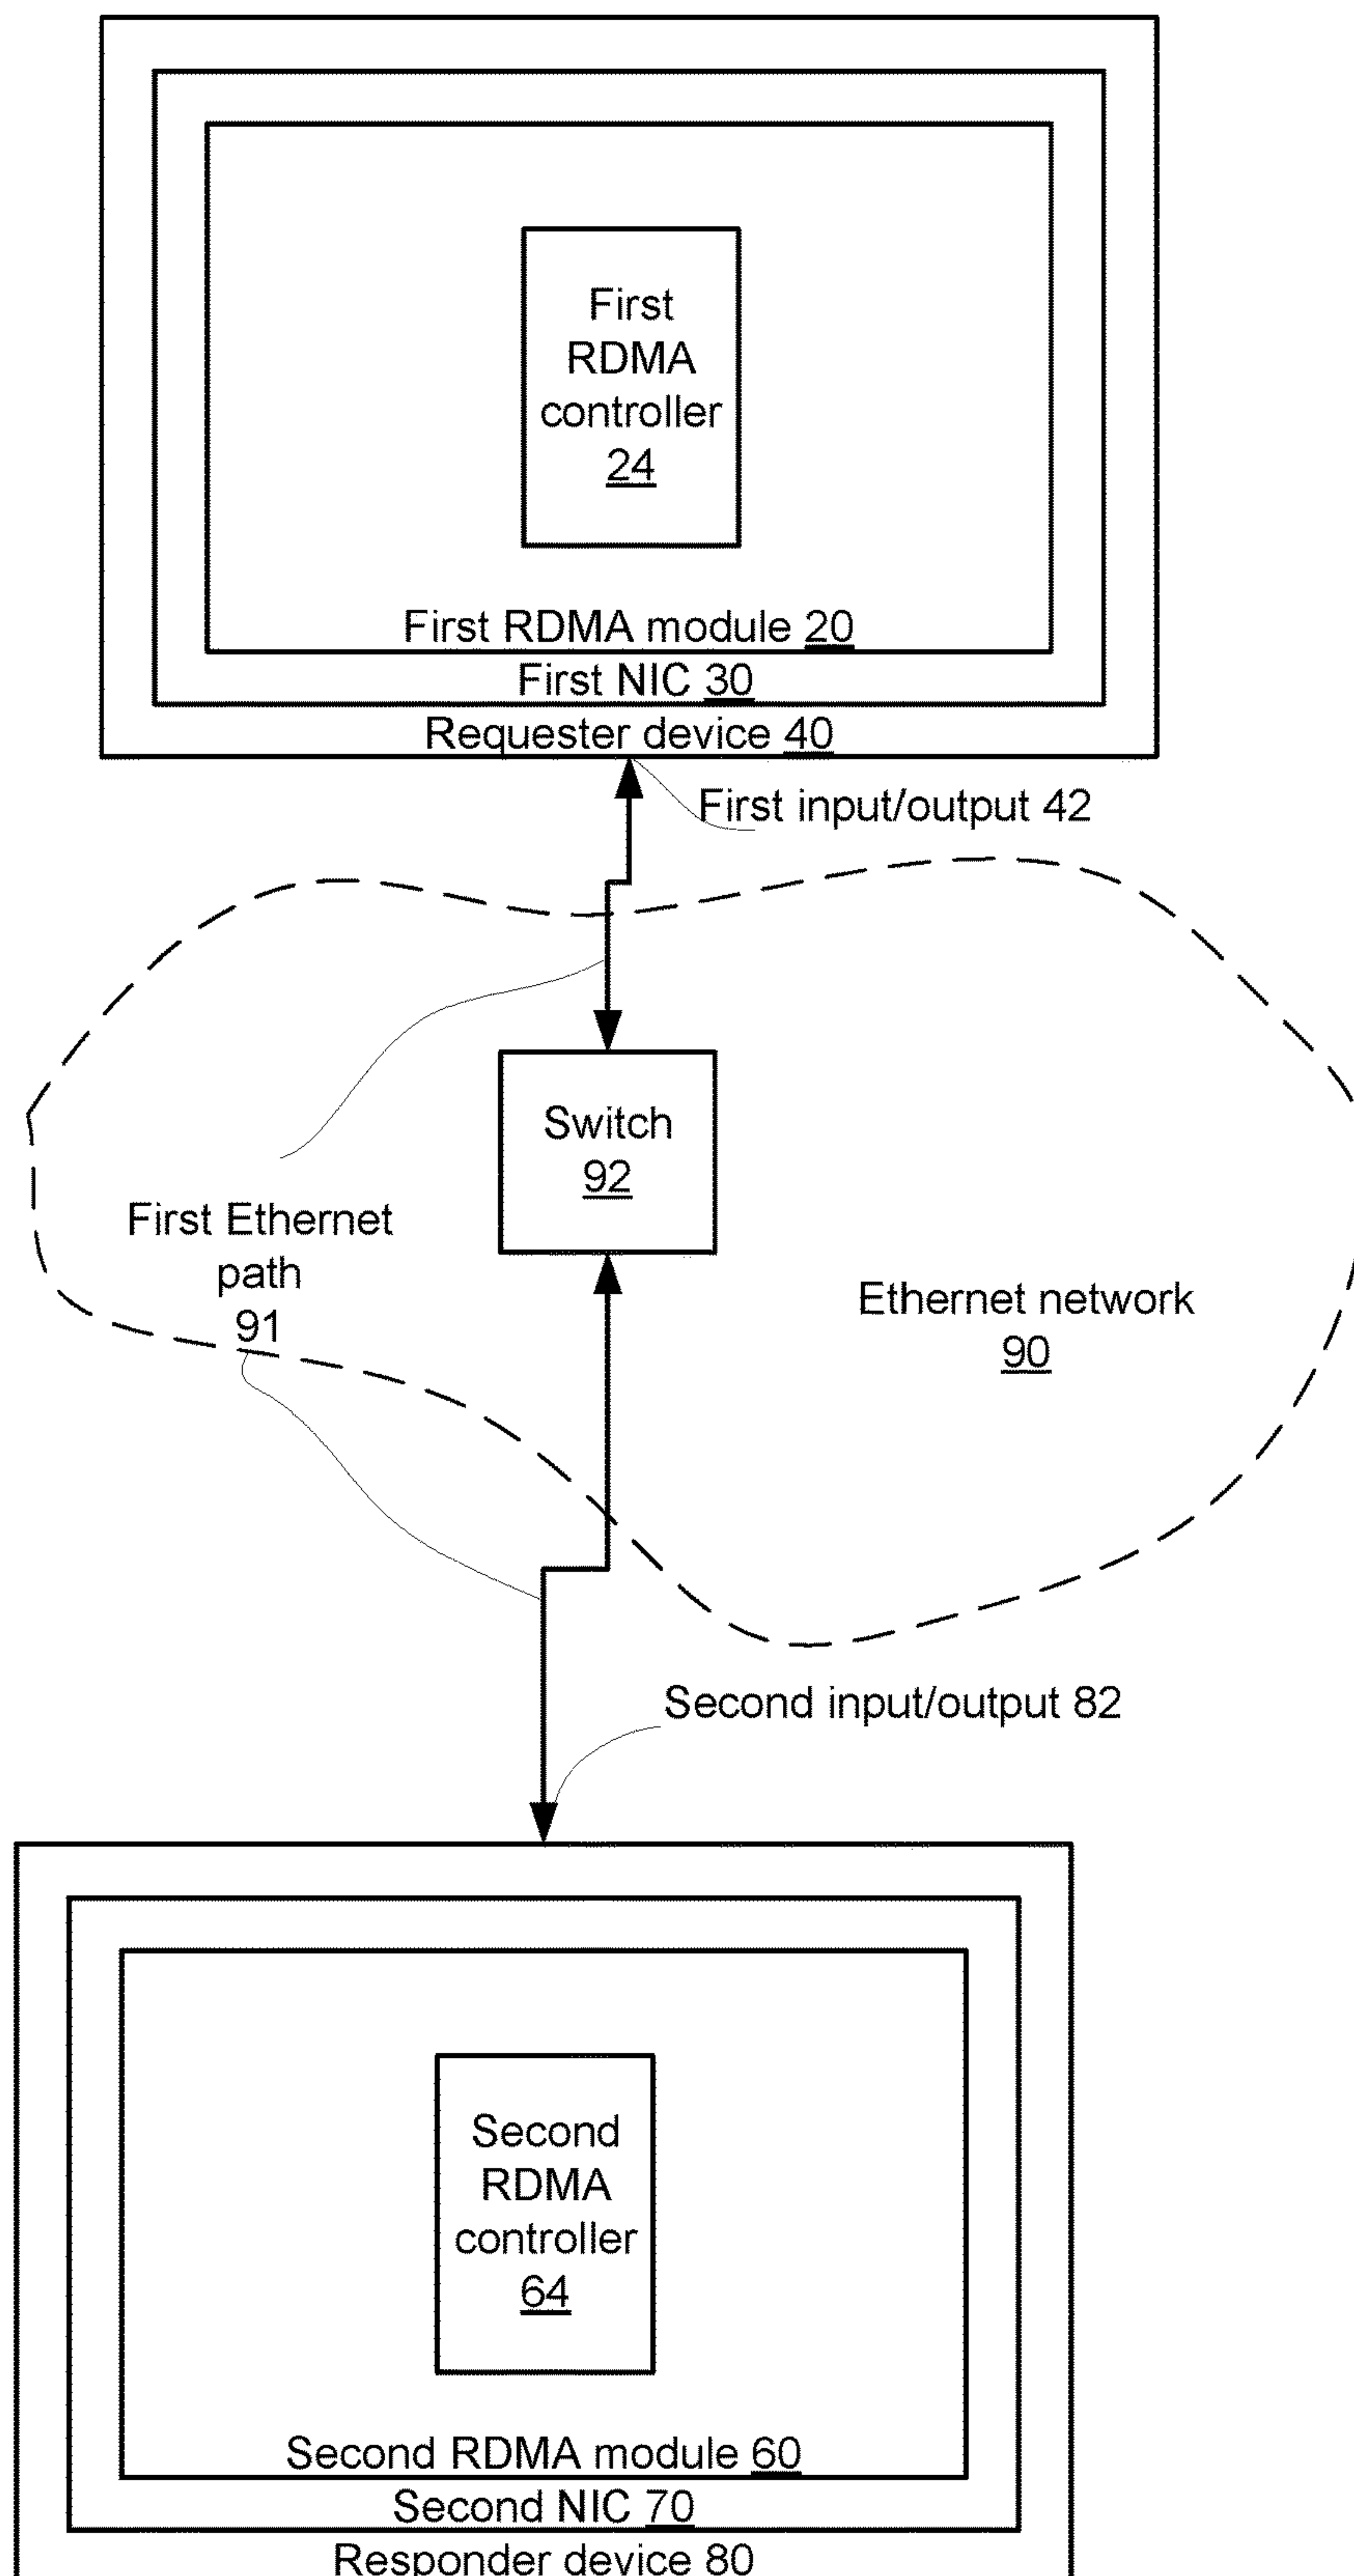 First
RDMA
controller
24
First RDMA module 20
First NIC 30
Requester device 40
First input/output 42
Switch
92
First Ethernet
path
91
Ethernet network
90
Second input/output 82
Second
RDMA
controller
64
Second RDMA module 60
Second NIC 70
Responder device 80